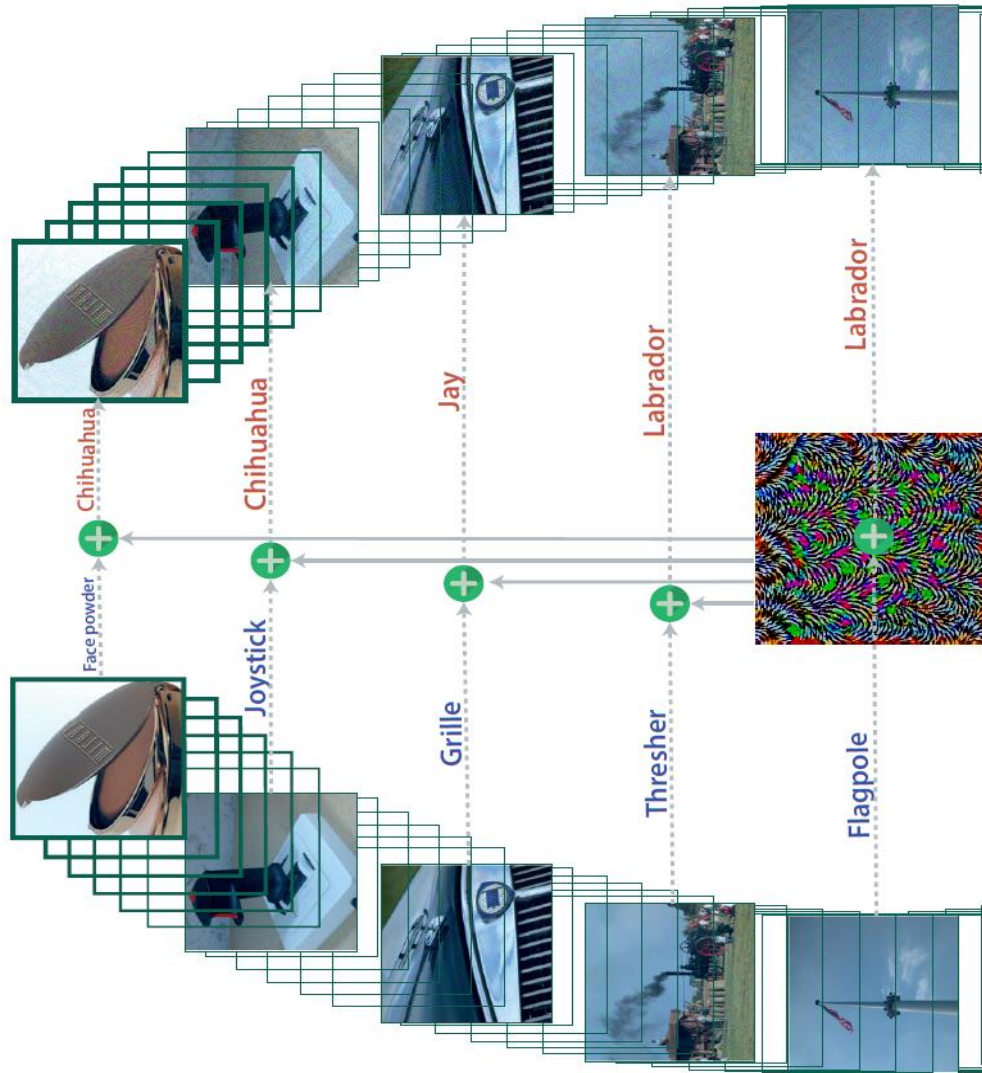 Face powder
Chihuahua
Joystick
Chihuahua
Grille
Jay
Thresher
Labrador
Flagpole
Labrador